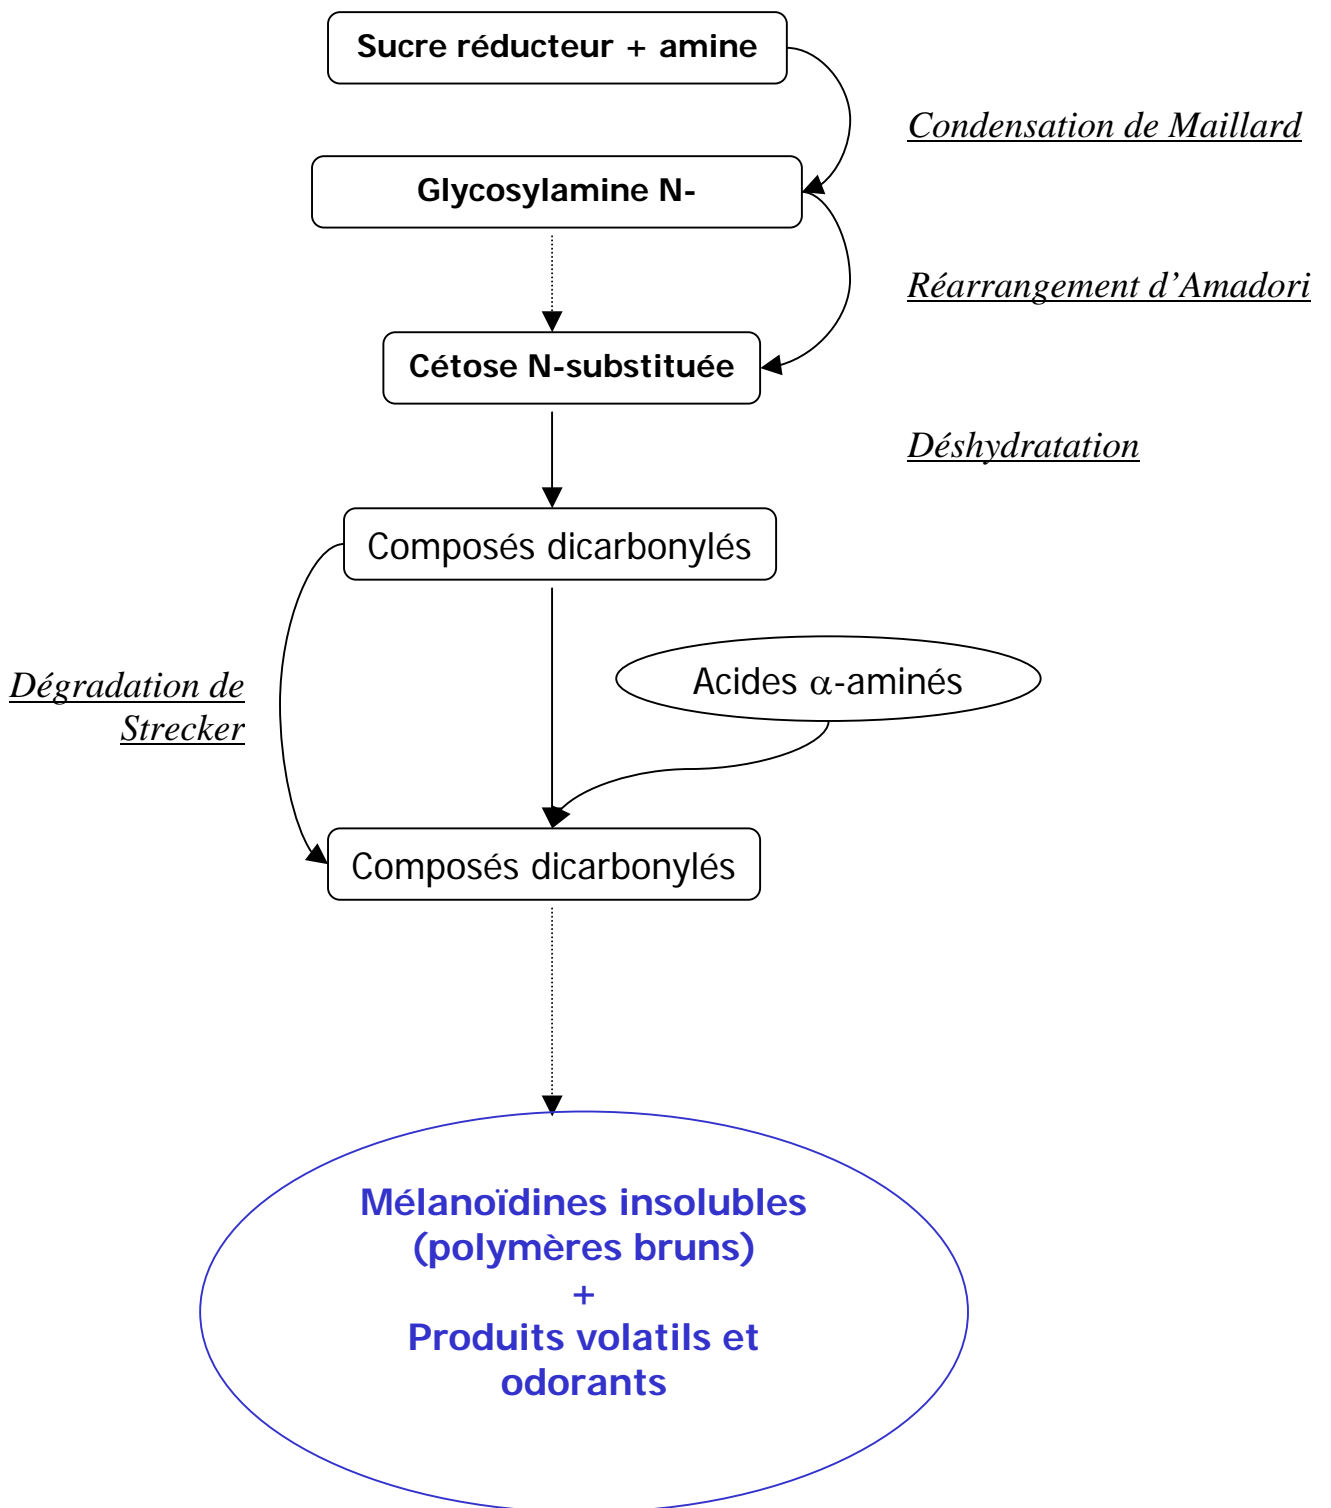 Sucre réducteur + amine
Condensation de Maillard
Glycosylamine N-
Réarrangement d’Amadori
Cétose N-substituée
Déshydratation
Composés dicarbonylés
Acides α-aminés
Dégradation de
Strecker
Composés dicarbonylés
Mélanoïdines insolubles
(polymères bruns)
+
Produits volatils et
odorants